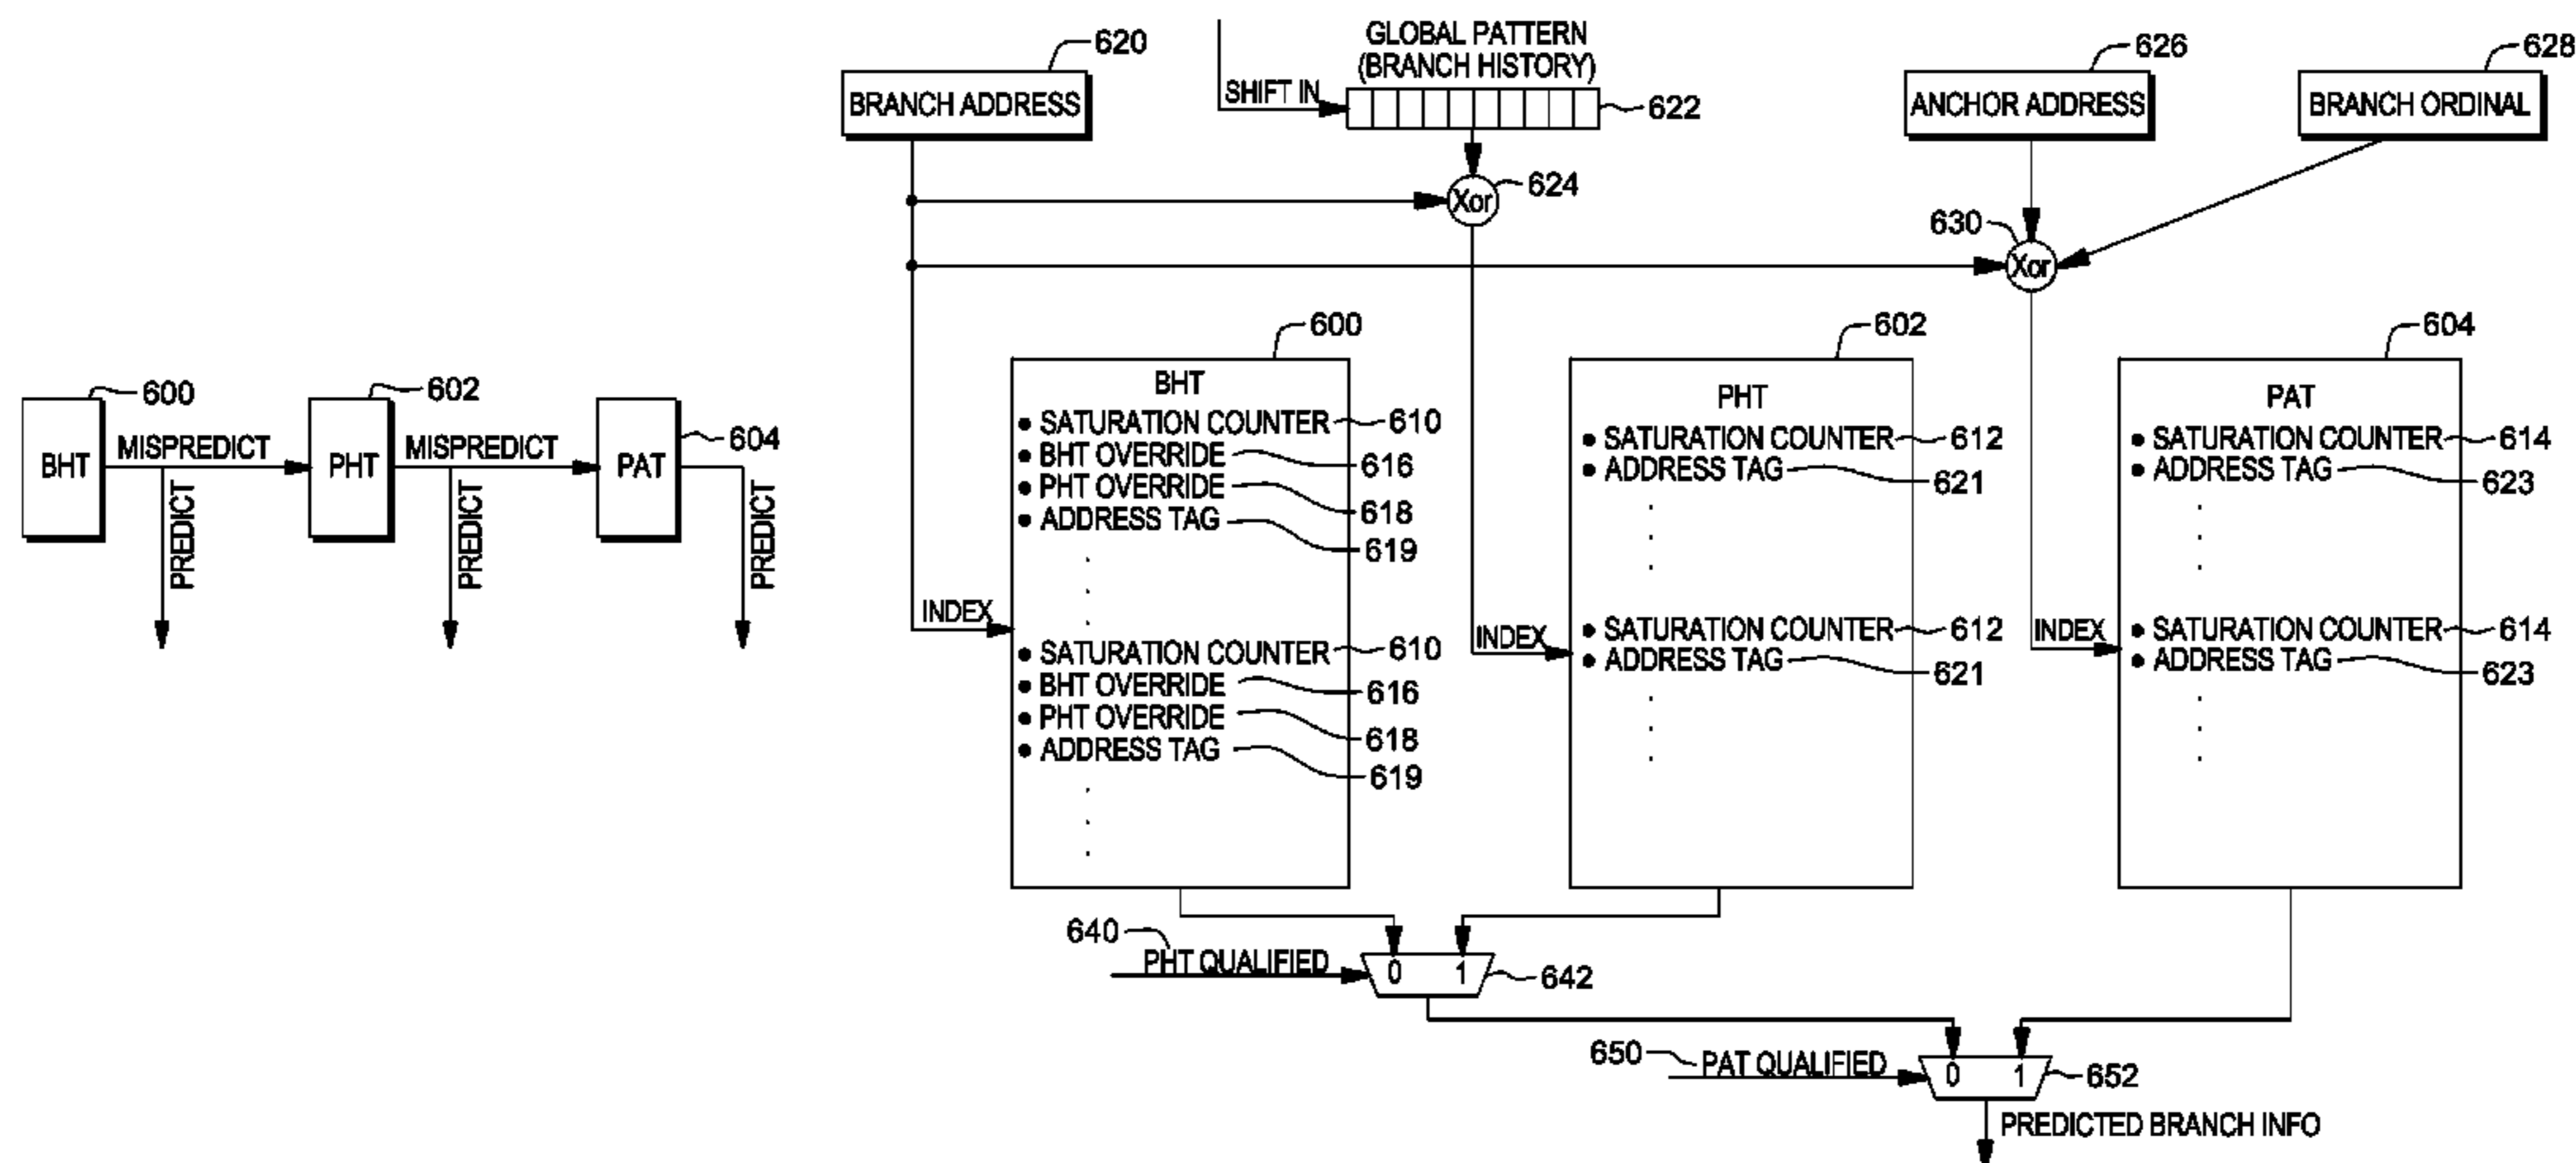 600
BHT
MISPREDICT
PREDICT
602
PHT
MISPREDICT
PREDICT
PAT
604
PREDICT
620
BRANCH ADDRESS
SHIFT IN
GLOBAL PATTERN
(BRANCH HISTORY)
622
Xor
624
626
ANCHOR ADDRESS
628
BRANCH ORDINAL
630
Xor
600
INDEX
BHT
• SATURATION COUNTER 610
• BHT OVERRIDE 616
• PHT OVERRIDE 618
• ADDRESS TAG 619
• SATURATION COUNTER 610
• BHT OVERRIDE 616
• PHT OVERRIDE 618
• ADDRESS TAG 619
602
INDEX
PHT
• SATURATION COUNTER 612
• ADDRESS TAG 621
• SATURATION COUNTER 612
• ADDRESS TAG 621
604
INDEX
PAT
• SATURATION COUNTER 614
• ADDRESS TAG 623
• SATURATION COUNTER 614
• ADDRESS TAG 623
640
PHT QUALIFIED
0 1
642
650
PAT QUALIFIED
0 1
652
PREDICTED BRANCH INFO